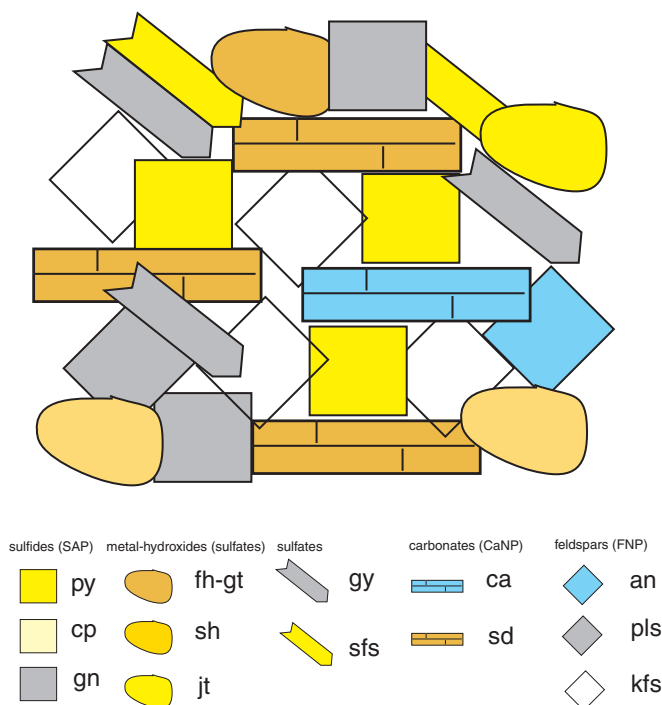 sulfides (SAP) metal-hydroxides (sulfates) sulfates carbonates (CaNP) feldspars (FNP)
py fh-gt gy ca an
cp sh sfs sd pls
gn jt kfs